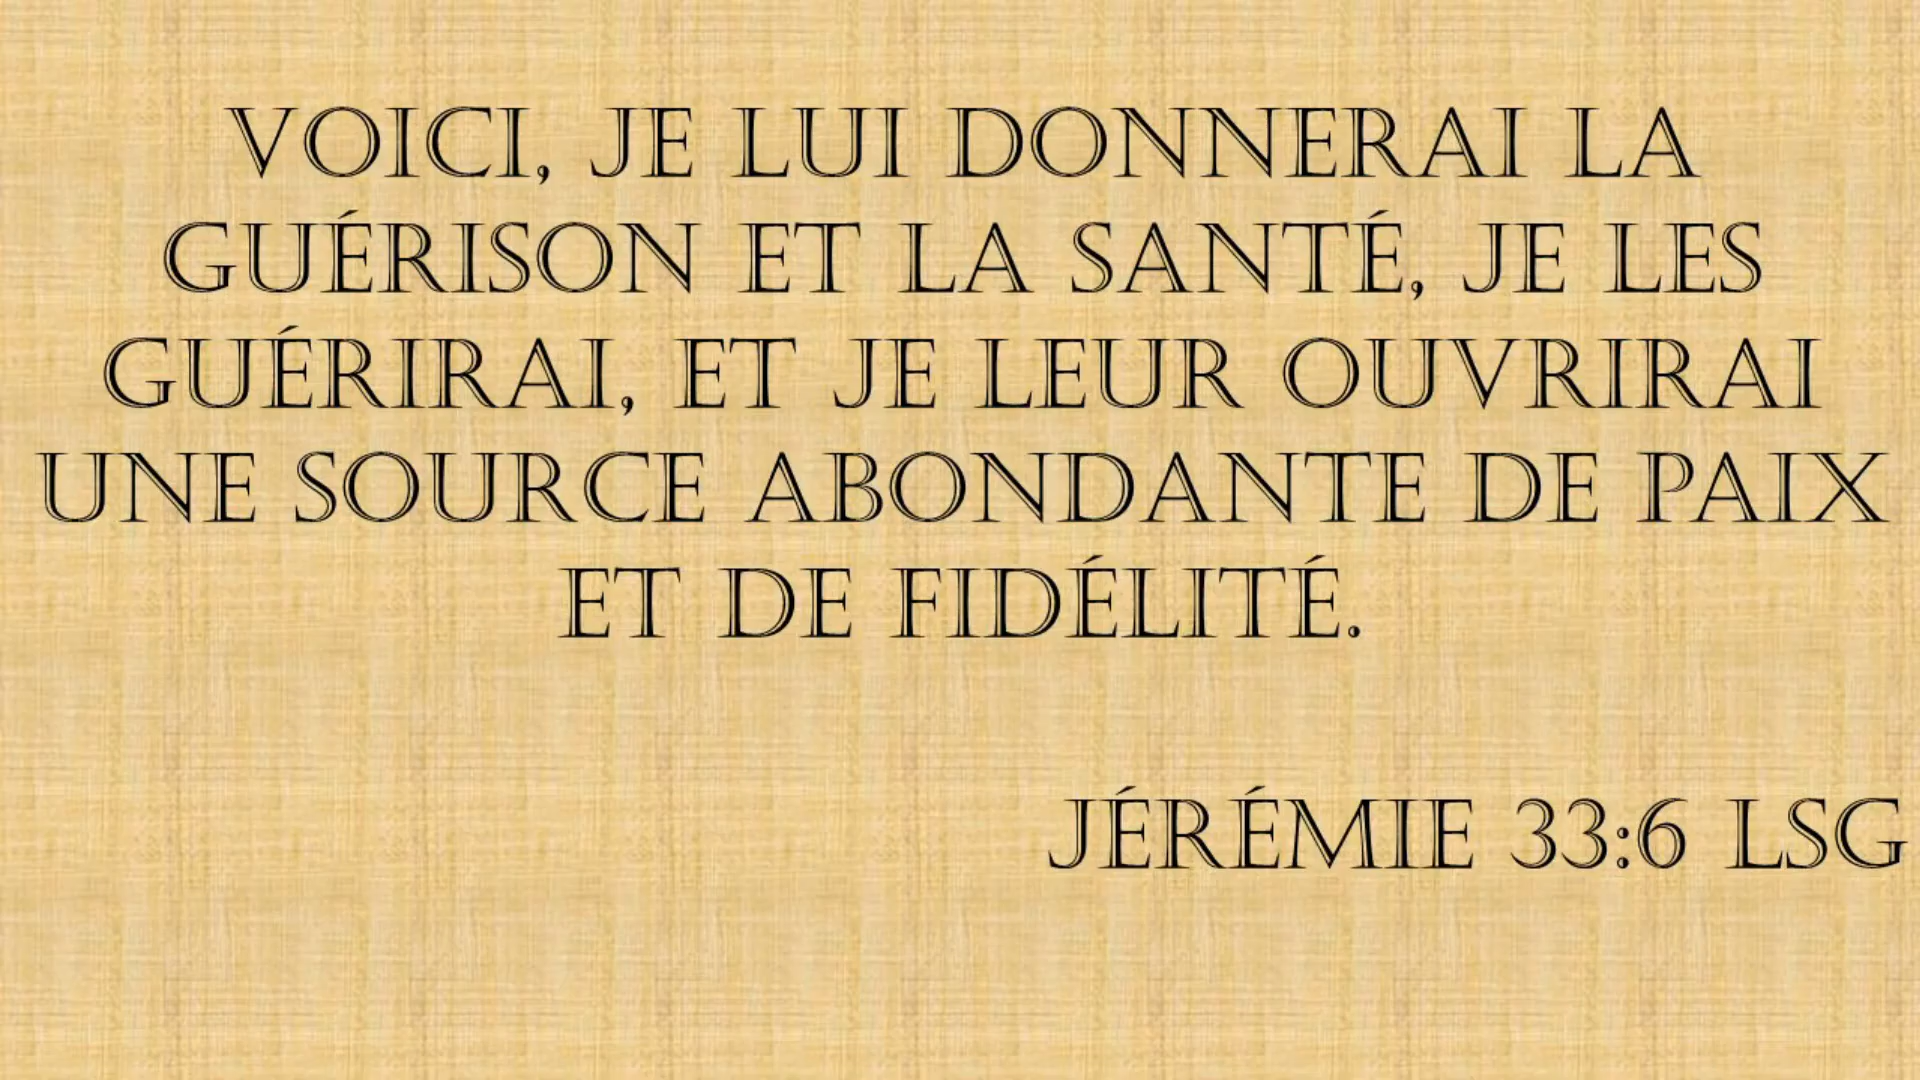 VOICI, JE LUI DONNERAI LA
GUÉRISON ET LA SANTÉ, JE LES
GUÉRIRAI, ET JE LEUR OUVRIRAI
UNE SOURCE ABONDANTE DE PAIX
ET DE FIDÉLITÉ.
JÉRÉMIE 33:6 LSG